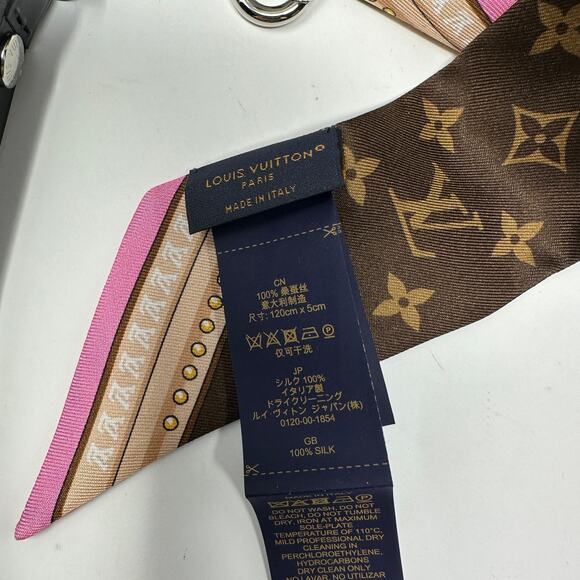 LOUIS VUITTON®
PARIS
MADE IN ITALY
CN
100% 桑蚕丝
意大利制造
尺寸: 120cm x 5cm
仅可干洗
JP
シルク 100%
イタリア製
ドライクリーニング
ルイ・ヴィトン ジャパン(株)
0120-00-1854
GB
100% SILK
DO NOT WASH, DO NOT
BLEACH, DO NOT TUMBLE
DRY, IRON AT MAXIMUM
SOLE-PLATE
TEMPERATURE OF 110°C,
MILD PROFESSIONAL DRY
CLEANING IN
PERCHLOROETHYLENE,
HYDROCARBONS
DRY CLEAN ONLY
LV